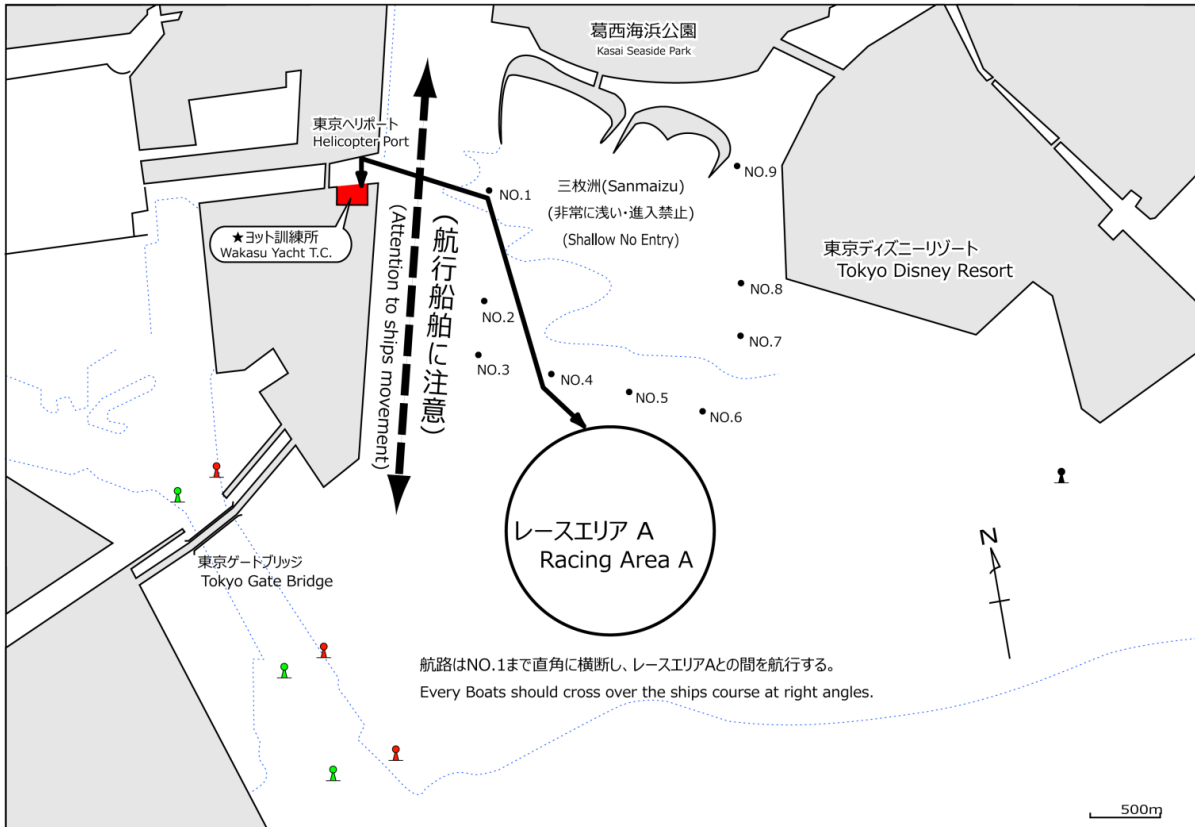 葛西海浜公園
Kasai Seaside Park
東京ヘリポート
Helicopter Port
NO.9
NO.1
三枚洲(Sanmaizu)
(非常に浅い・進入禁止)
(Shallow No Entry)
★ヨット訓練所
Wakasu Yacht T.C.
(航行船舶に注意)
(Attention to ships movement)
東京ディズニーリゾート
Tokyo Disney Resort
NO.8
NO.2
NO.7
NO.3
NO.4
NO.5
NO.6
レースエリア A
Racing Area A
N
東京ゲートブリッジ
Tokyo Gate Bridge
航路はNO.1まで直角に横断し、レースエリアAとの間を航行する。
Every Boats should cross over the ships course at right angles.
500m